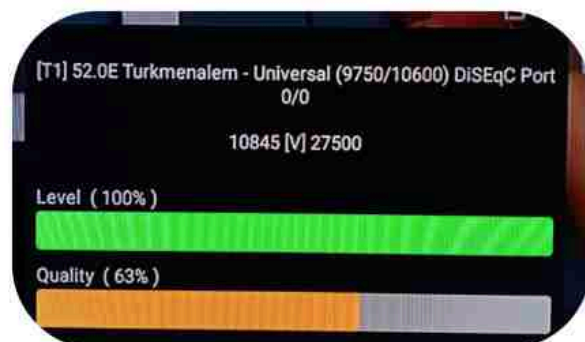 [T1] 52.0E Turkmenalem - Universal (9750/10600) DiSEqC Port
0/0
10845 [V] 27500
Level ( 100% )
Quality ( 63% )